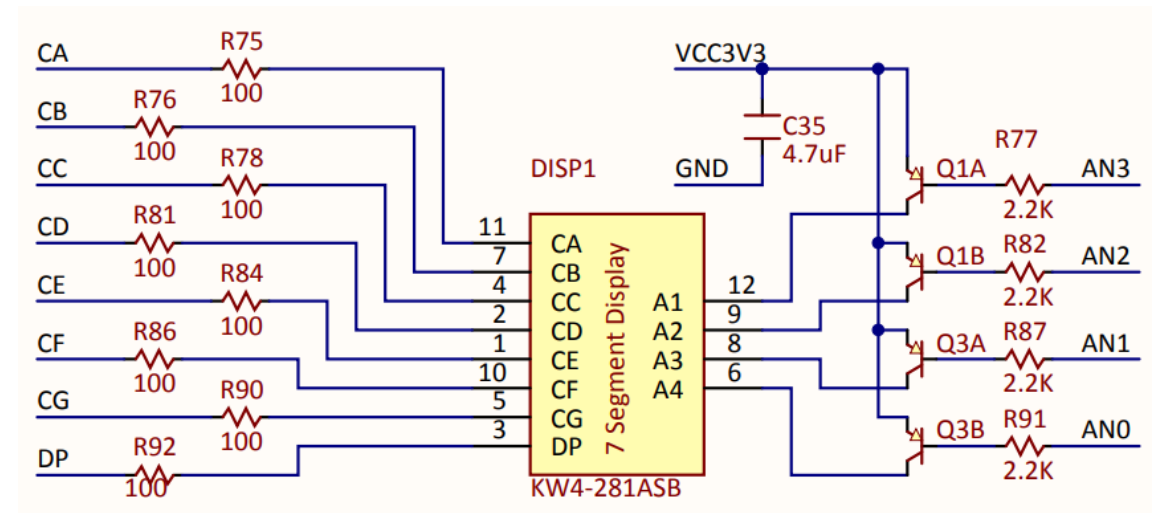 CA
R75
100
CB
R76
100
CC
R78
100
CD
R81
100
CE
R84
100
CF
R86
100
CG
R90
100
DP
R92
100
DISP1
11
CA
7
CB
4
CC
2
CD
1
CE
10
CF
5
CG
3
DP
7 Segment Display
A1
12
A2
9
A3
8
A4
6
KW4-281ASB
VCC3V3
C35
4.7uF
GND
Q1A
R77
2.2K
AN3
Q1B
R82
2.2K
AN2
Q3A
R87
2.2K
AN1
Q3B
R91
2.2K
AN0